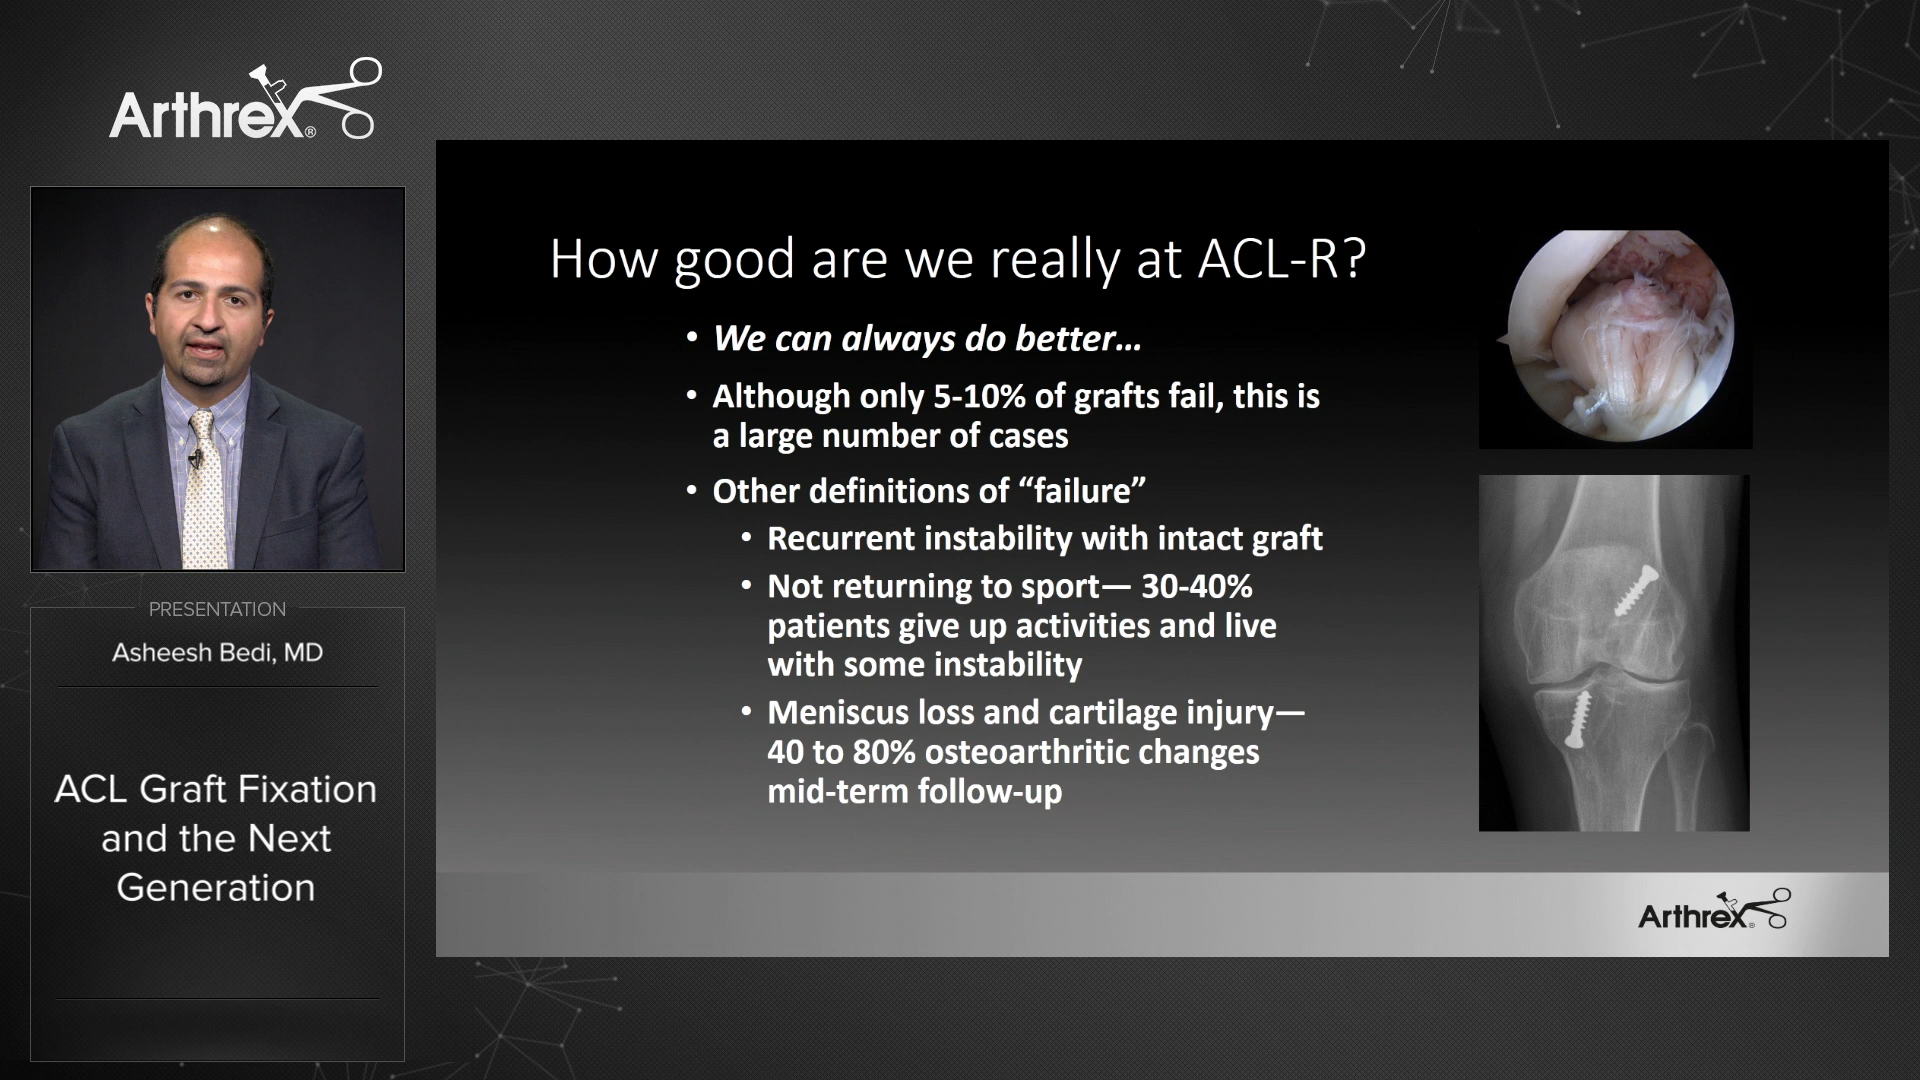 Arthrex®
PRESENTATION
Asheesh Bedi, MD
ACL Graft Fixation
and the Next
Generation
How good are we really at ACL-R?
• We can always do better…
• Although only 5-10% of grafts fail, this is
a large number of cases
• Other definitions of “failure”
• Recurrent instability with intact graft
• Not returning to sport— 30-40%
patients give up activities and live
with some instability
• Meniscus loss and cartilage injury—
40 to 80% osteoarthritic changes
mid-term follow-up
Arthrex®